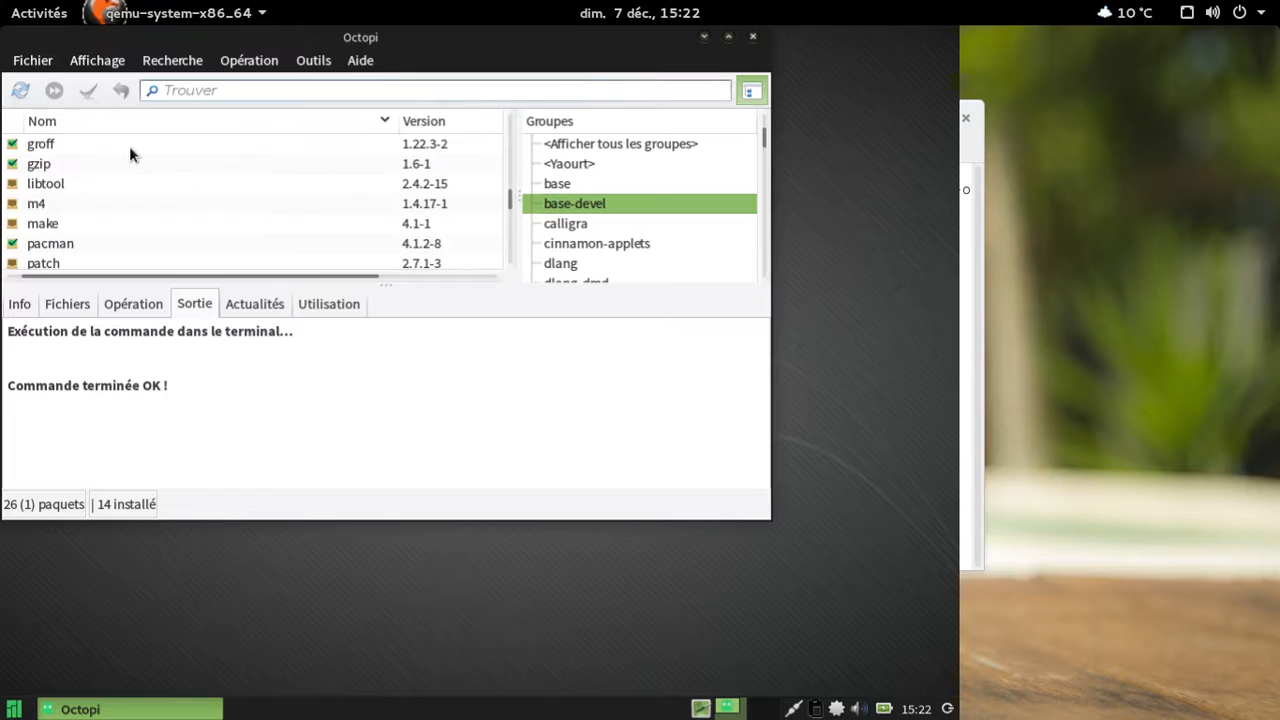 Activités qemu-system-x86_64 dim. 7 déc., 15:22 10 °C
Octopi
Fichier Affichage Recherche Opération Outils Aide
Trouver
Nom Version Groupes
groff 1.22.3-2 <Afficher tous les groupes>
gzip 1.6-1 <Yaourt>
libtool 2.4.2-15 base
m4 1.4.17-1 base-devel
make 4.1-1 calligra
pacman 4.1.2-8 cinnamon-applets
patch 2.7.1-3 dlang
dlang-dmd
Info Fichiers Opération Sortie Actualités Utilisation
Exécution de la commande dans le terminal...
Commande terminée OK !
26 (1) paquets | 14 installé
Octopi 15:22